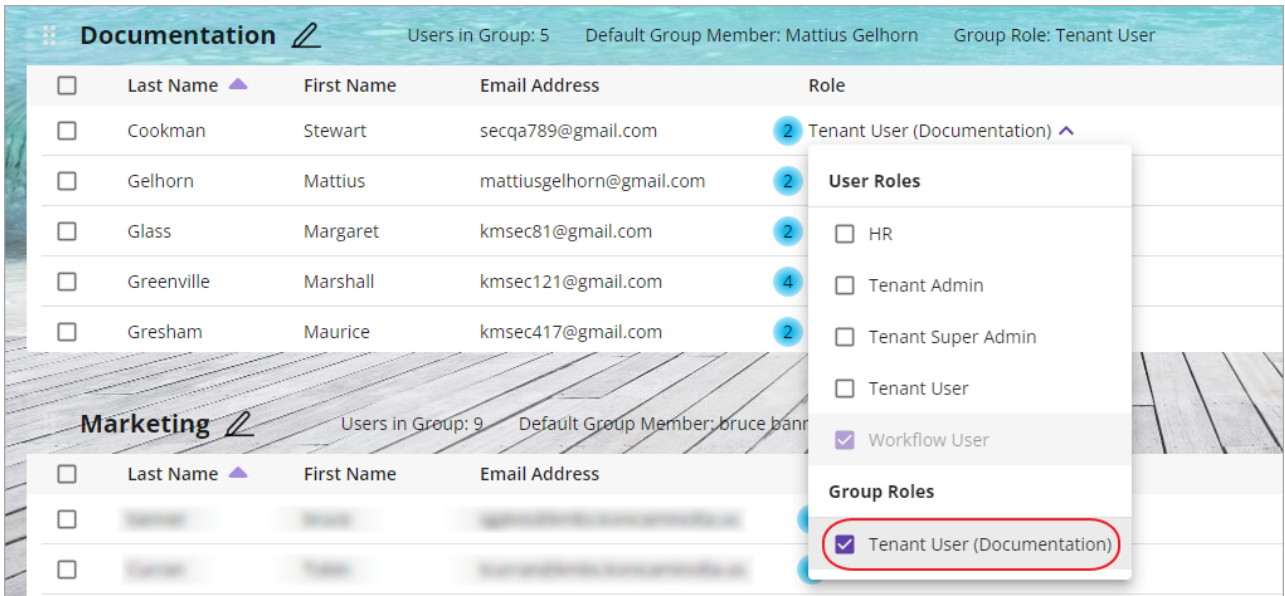 Documentation Users in Group: 5 Default Group Member: Mattius Gelhorn Group Role: Tenant User
Last Name First Name Email Address Role
Cookman Stewart secqa789@gmail.com 2 Tenant User (Documentation)
Gelhorn Mattius mattiusgelhorn@gmail.com 2
Glass Margaret kmsec81@gmail.com 2
Greenville Marshall kmsec121@gmail.com 4
Gresham Maurice kmsec417@gmail.com 2
User Roles
HR
Tenant Admin
Tenant Super Admin
Tenant User
Workflow User
Group Roles
Tenant User (Documentation)
Marketing Users in Group: 9 Default Group Member: bruce
Last Name First Name Email Address